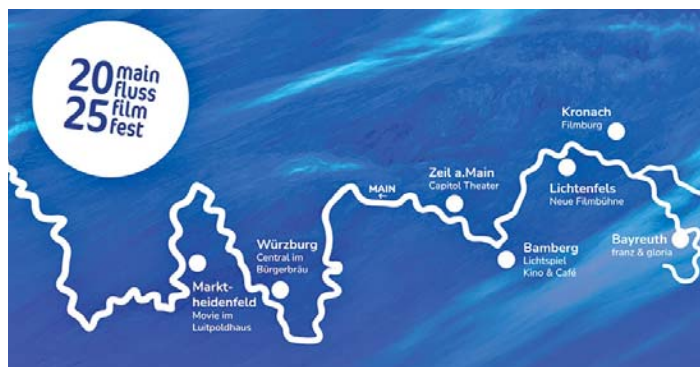 20 main
fluss
25 film
fest
Kronach
Filmburg
Zeil a.Main
Capitol Theater
MAIN
←
Lichtenfels
Neue Filmbühne
Würzburg
Central im
Bürgerbräu
Bamberg
Lichtspiel
Kino & Café
Bayreuth
franz & gloria
Markt-
heidenfeld
Movie im
Luitpoldhaus